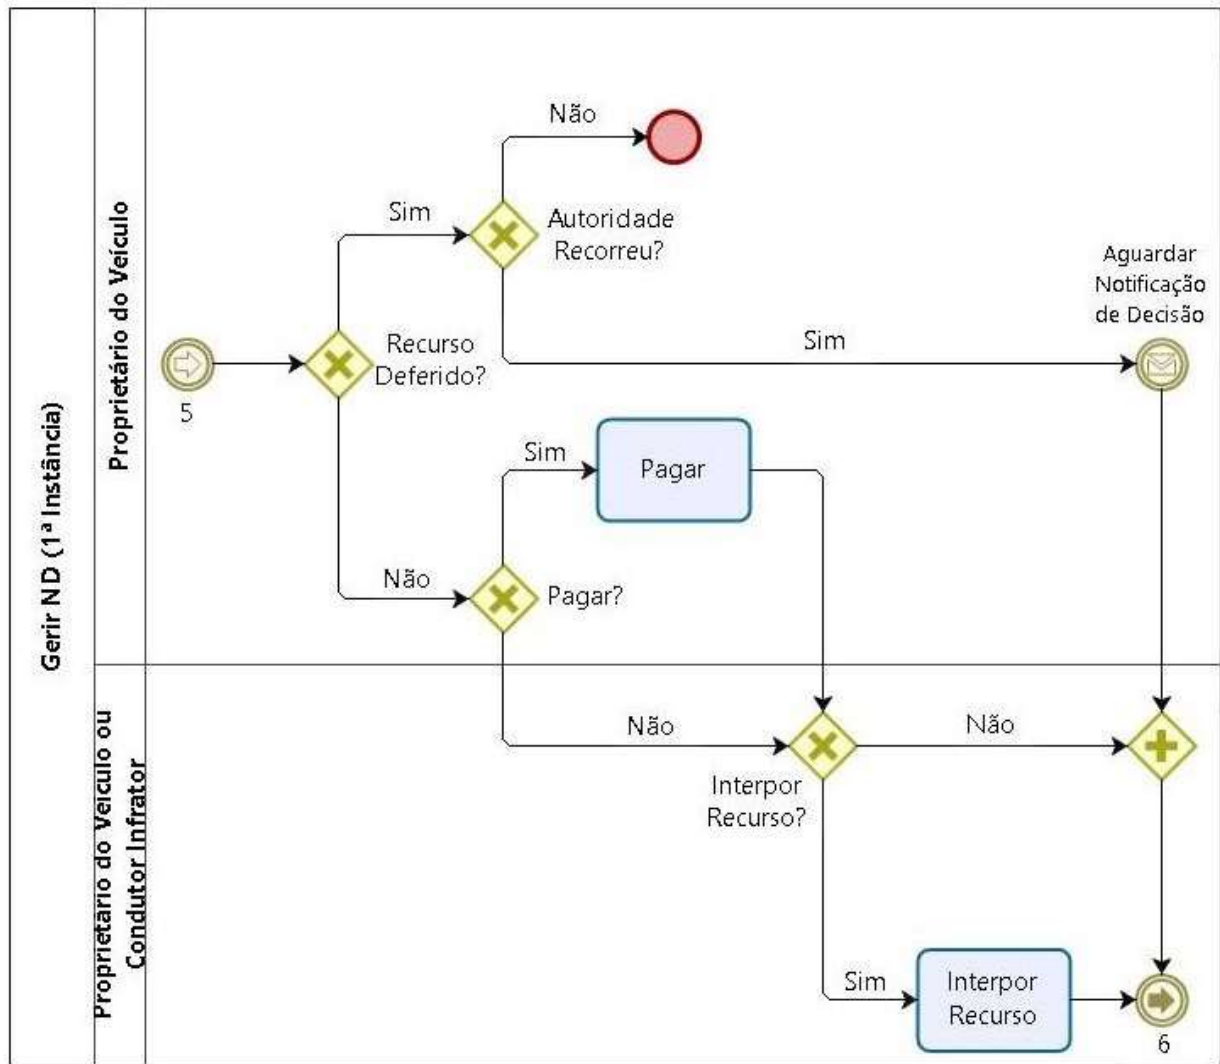 Gerir ND (1ª Instância)
Proprietário do Veículo
Não
Sim
Autoridade
Recorreu?
Aguardar
Notificação
de Decisão
Recurso
Deferido?
Sim
5
Sim
Pagar
Não
Pagar?
Proprietário do Veículo ou
Condutor Infrator
Não
Não
Interpor
Recurso?
Sim
Interpor
Recurso
6